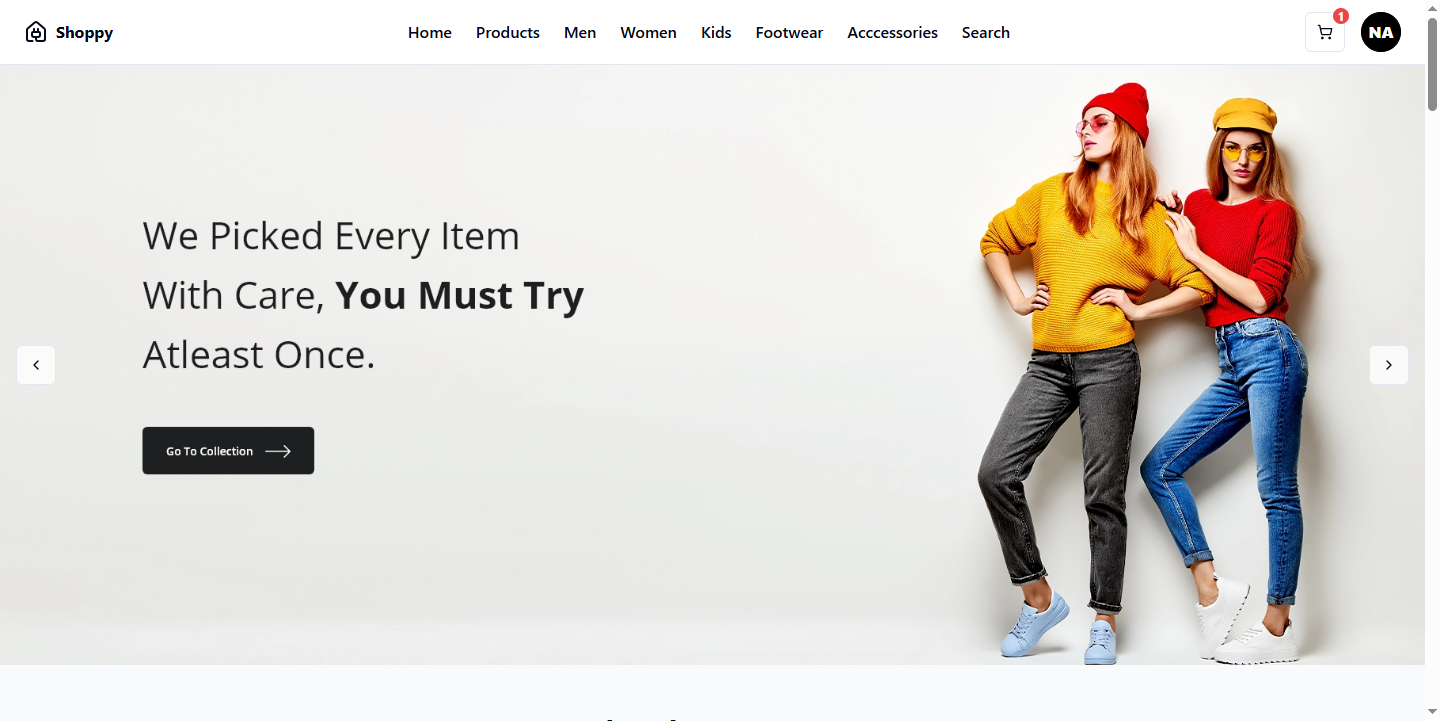 Shoppy
Home Products Men Women Kids Footwear Acccessories Search
1
NA
We Picked Every Item
With Care, You Must Try
Atleast Once.
Go To Collection